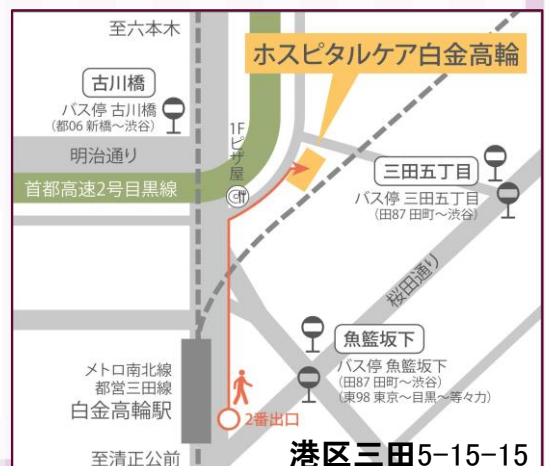 至六本木
ホスピタルケア白金高輪
古川橋
バス停 古川橋
(都06 新橋～渋谷)
1Fピザ屋
明治通り
首都高速2号目黒線
三田五丁目
バス停 三田五丁目
(田87 田町～渋谷)
桜田通り
魚籃坂下
バス停 魚籃坂下
(田87 田町～渋谷)
(東98 東京～目黒～等々力)
メトロ南北線
都営三田線
白金高輪駅
2番出口
至清正公前
港区三田5-15-15